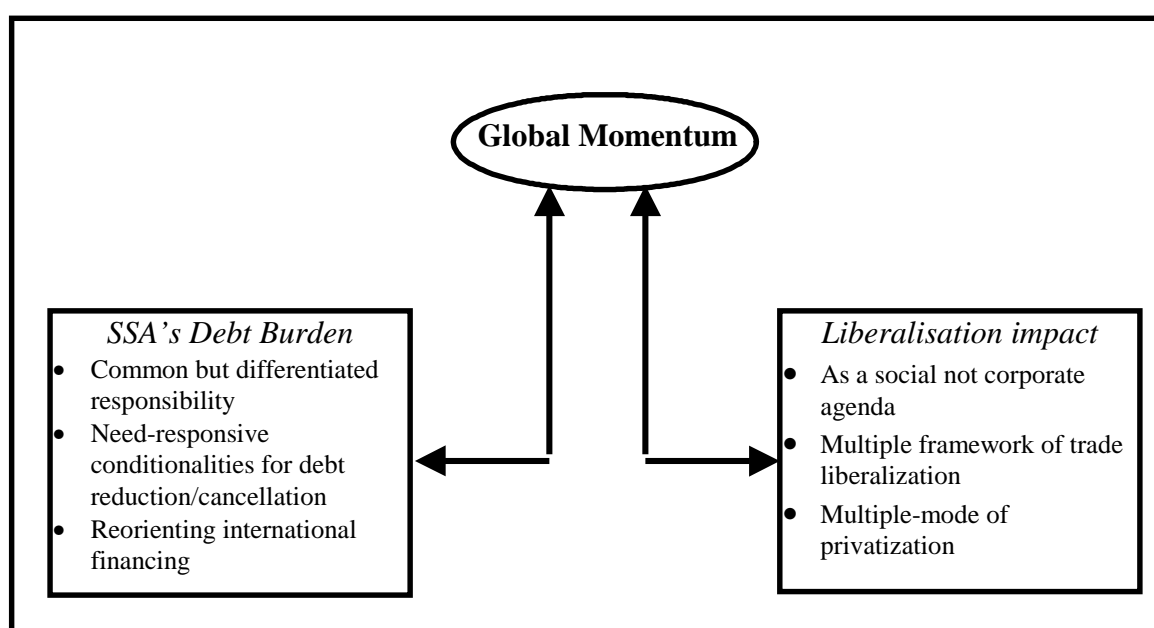 Global Momentum
SSA’s Debt Burden
• Common but differentiated
responsibility
• Need-responsive
conditionalities for debt
reduction/cancellation
• Reorienting international
financing
Liberalisation impact
• As a social not corporate
agenda
• Multiple framework of trade
liberalization
• Multiple-mode of
privatization